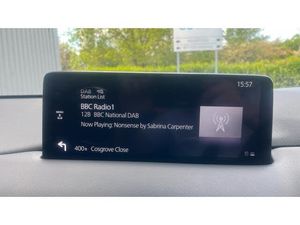 DAB
15:57
Station List
BBC Radio1
12B BBC National DAB
Now Playing: Nonsense by Sabrina Carpenter
400+ Cosgrove Close